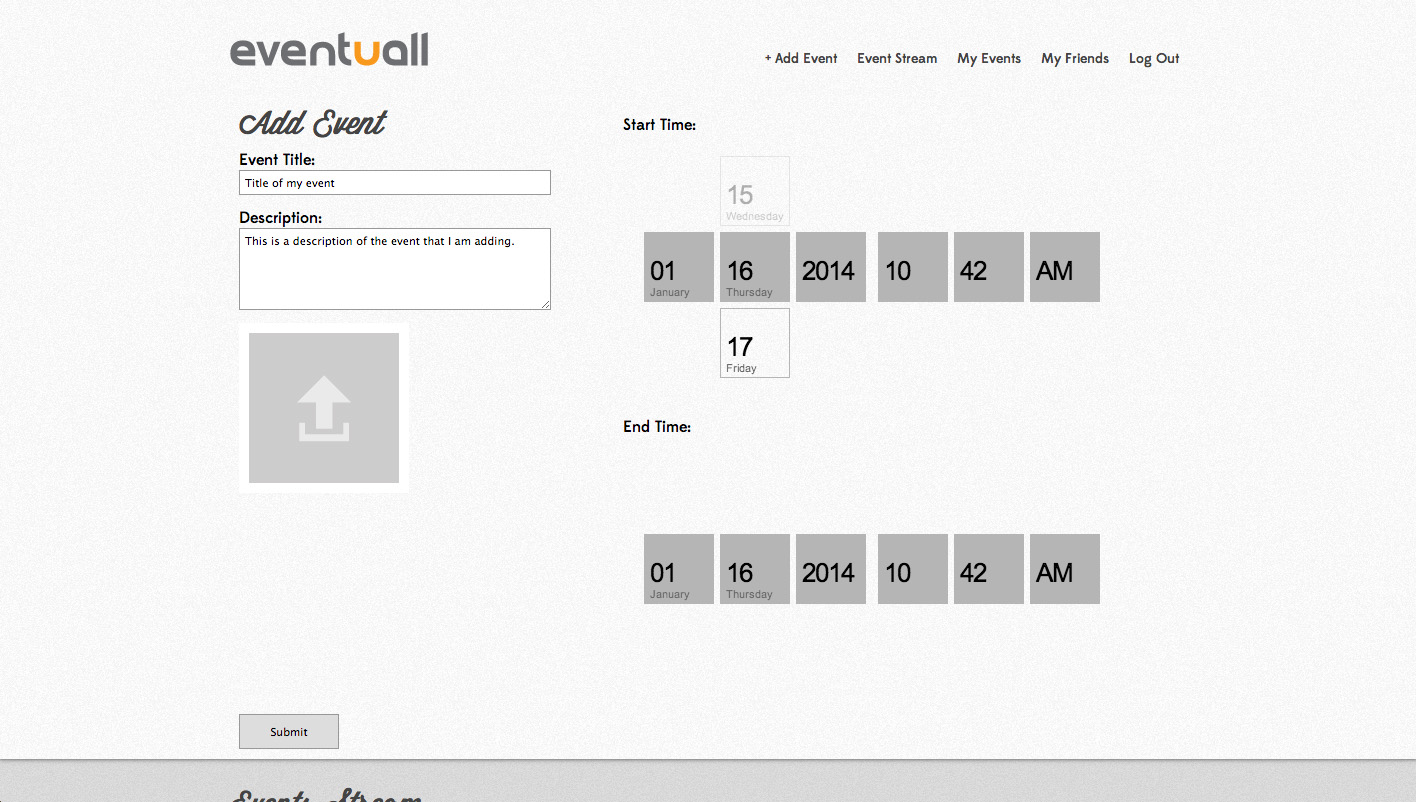 eventuall
+ Add Event Event Stream My Events My Friends Log Out
Add Event
Event Title:
Title of my event
Description:
This is a description of the event that I am adding.
Submit
Start Time:
15
Wednesday
01 16 2014 10 42 AM
January Thursday
17
Friday
End Time:
01 16 2014 10 42 AM
January Thursday
Events Stream